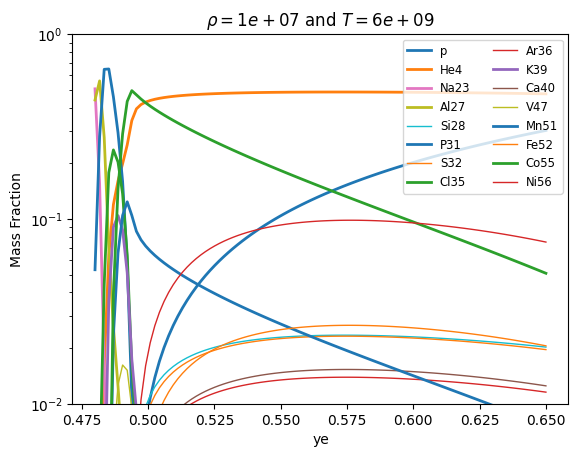 ρ = 1e + 07 and T = 6e + 09
10⁰
10⁻¹
10⁻²
Mass Fraction
p
He4
Na23
Al27
Si28
P31
S32
Cl35
Ar36
K39
Ca40
V47
Mn51
Fe52
Co55
Ni56
0.475 0.500 0.525 0.550 0.575 0.600 0.625 0.650
ye